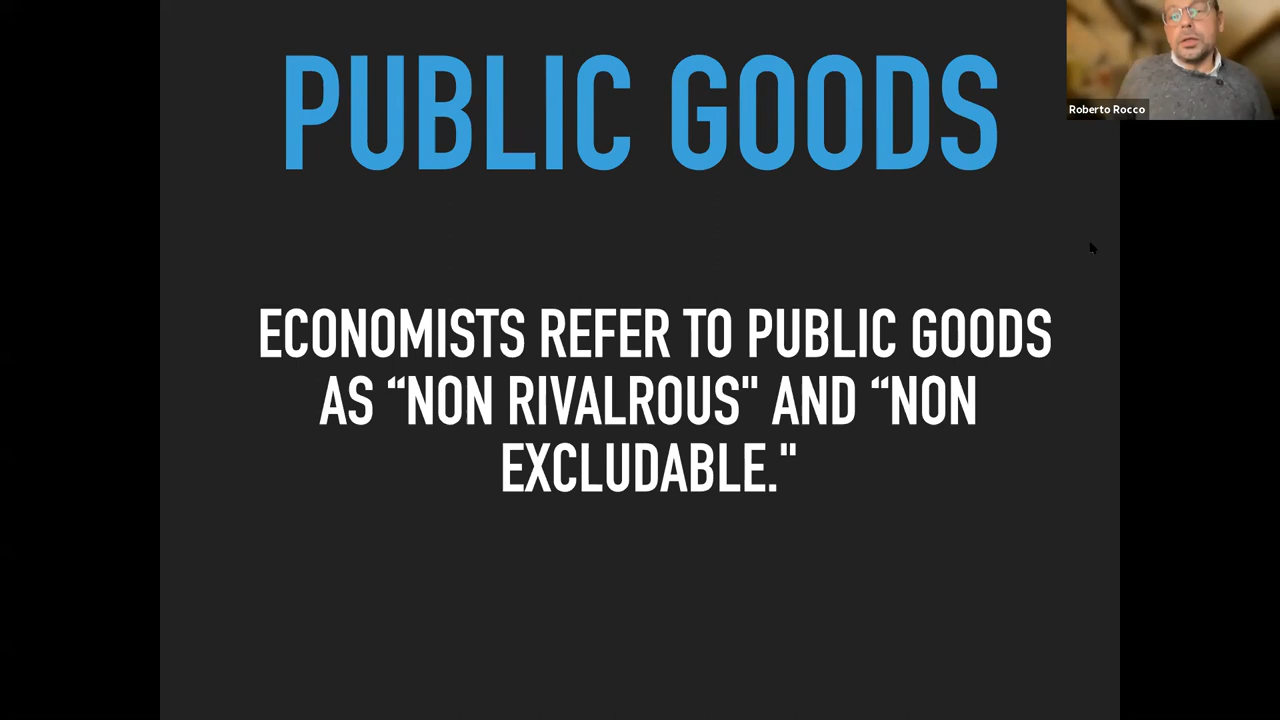 PUBLIC GOODS
Roberto Rocco
ECONOMISTS REFER TO PUBLIC GOODS
AS “NON RIVALROUS" AND “NON
EXCLUDABLE."